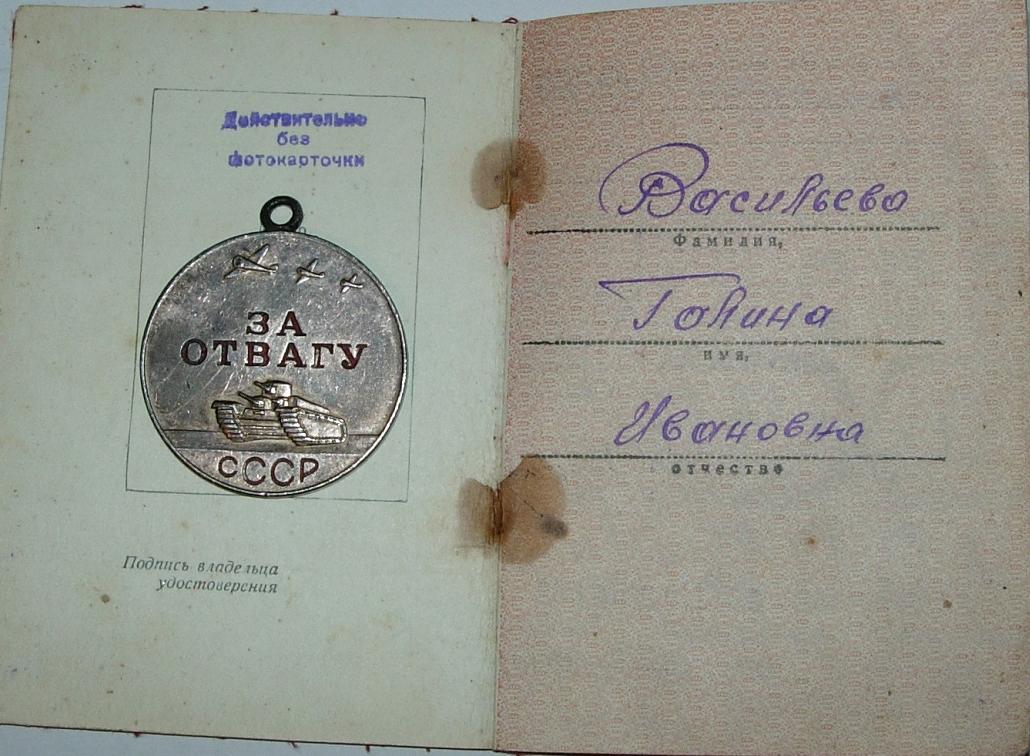 Действительно
без
фотокарточки
ЗА
ОТВАГУ
СССР
Подпись владельца
удостоверения
Васильева
Фамилия,
Галина
имя,
Ивановна
отчество